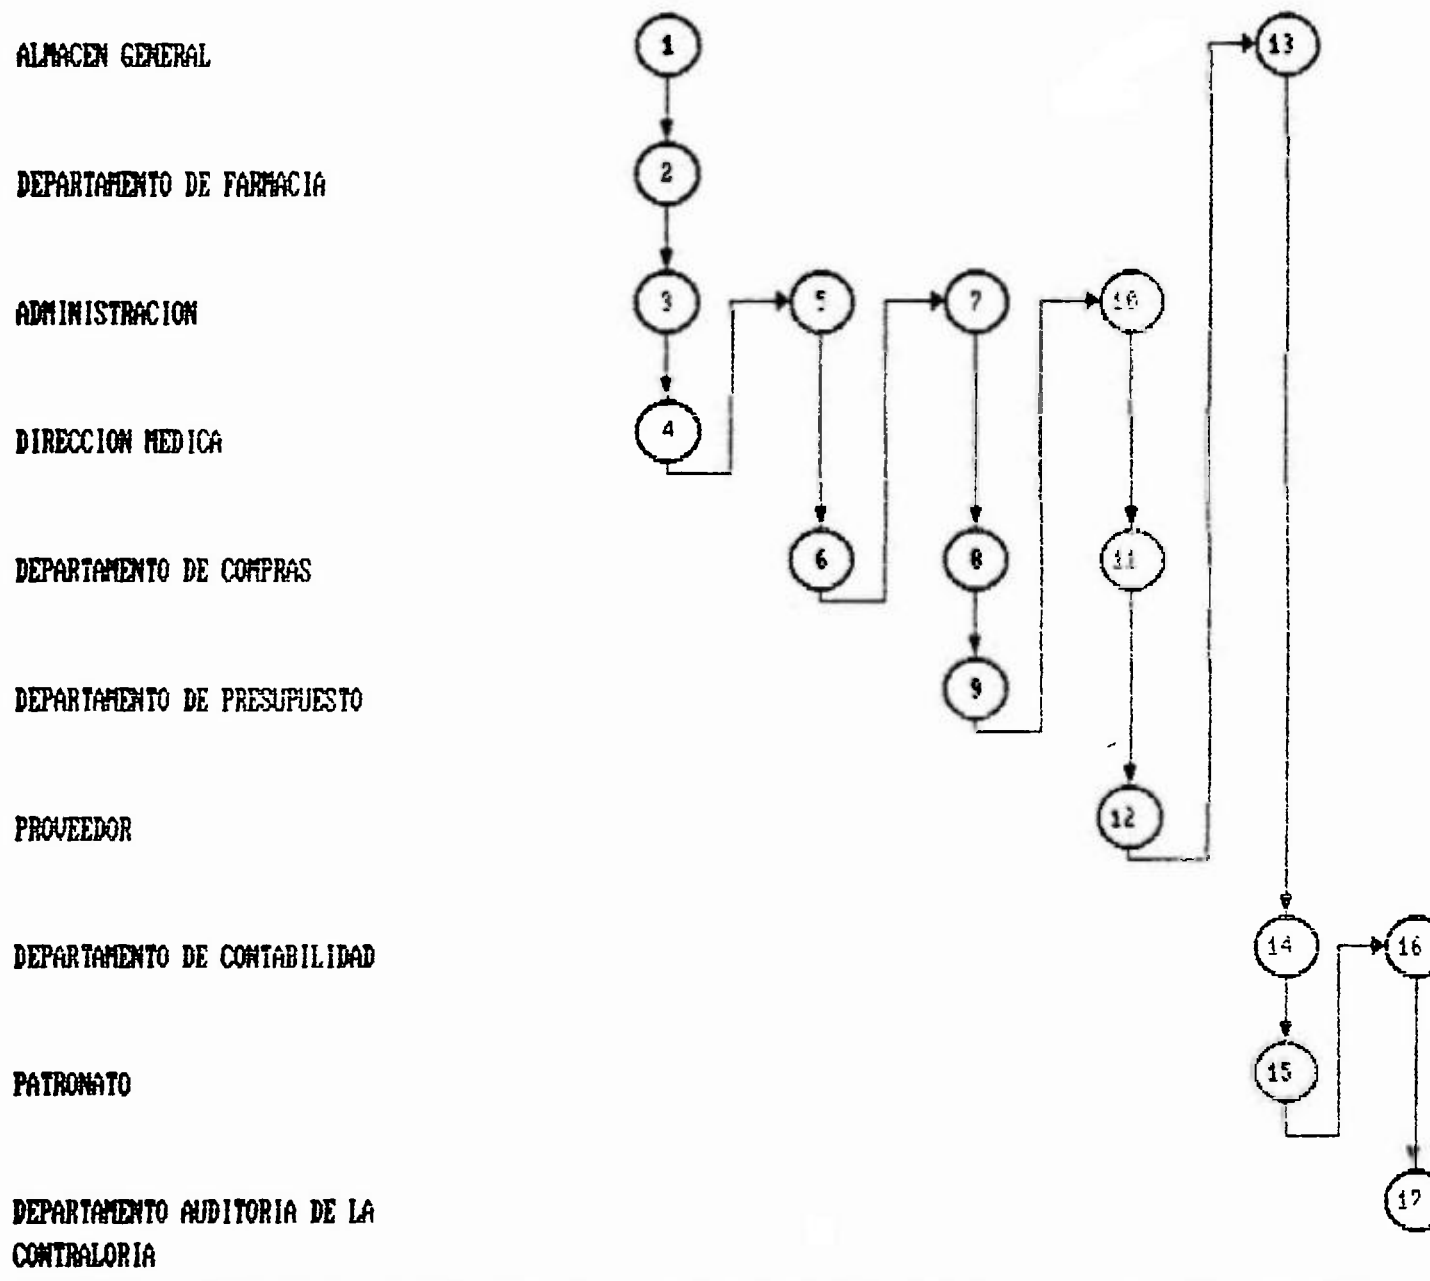 ALMACEN GENERAL
1
13
DEPARTAMENTO DE FARMACIA
2
ADMINISTRACION
3
5
7
10
DIRECCION MEDICA
4
DEPARTAMENTO DE COMPRAS
6
8
11
DEPARTAMENTO DE PRESUPUESTO
9
PROVEEDOR
12
DEPARTAMENTO DE CONTABILIDAD
14
16
PATRONATO
15
DEPARTAMENTO AUDITORIA DE LA
CONTRALORIA
17